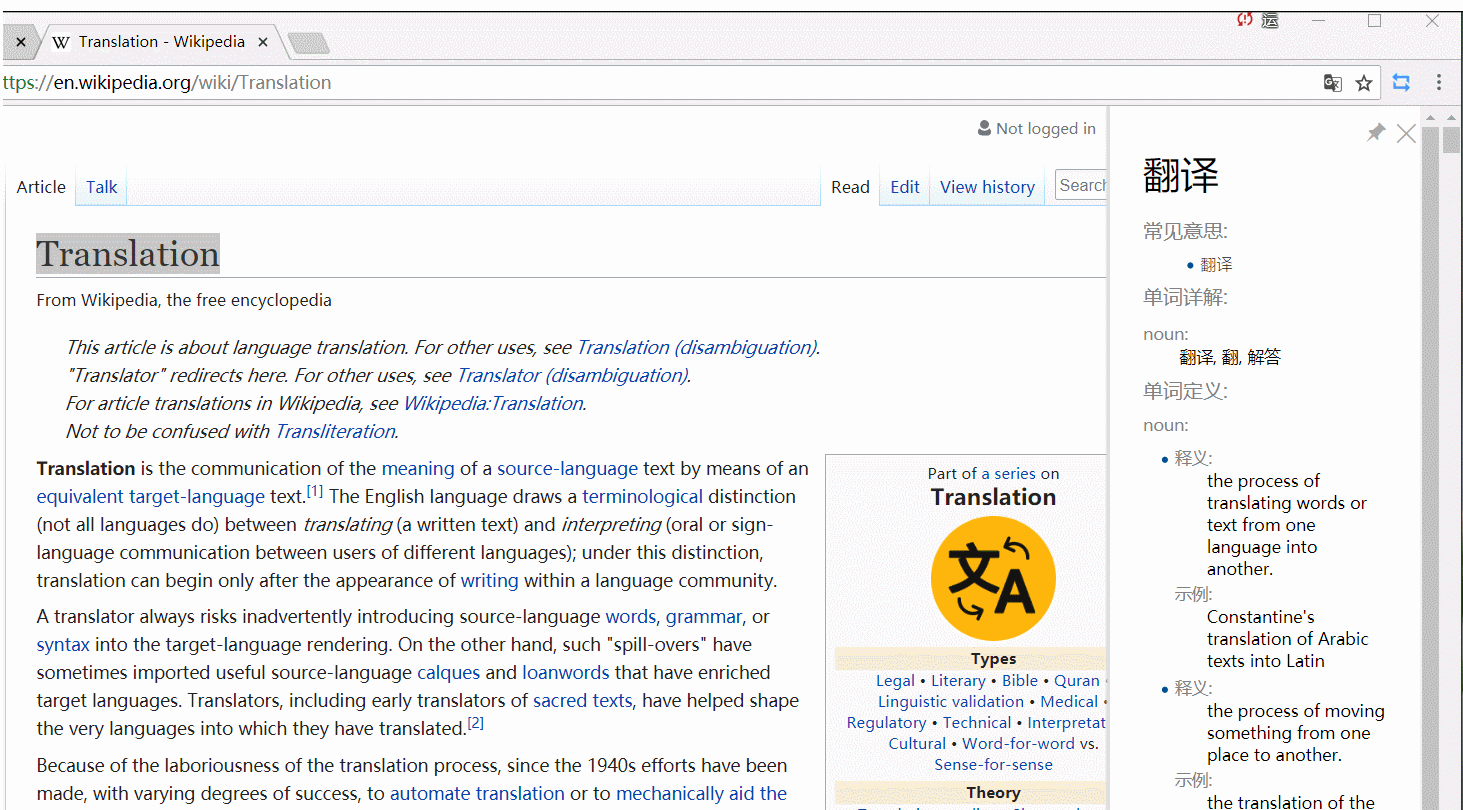 运
Translation - Wikipedia
ttps://en.wikipedia.org/wiki/Translation
Not logged in
Article Talk Read Edit View history Search
Translation
From Wikipedia, the free encyclopedia
This article is about language translation. For other uses, see Translation (disambiguation).
"Translator" redirects here. For other uses, see Translator (disambiguation).
For article translations in Wikipedia, see Wikipedia:Translation.
Not to be confused with Transliteration.
Translation is the communication of the meaning of a source-language text by means of an
equivalent target-language text.[1] The English language draws a terminological distinction
(not all languages do) between translating (a written text) and interpreting (oral or sign-
language communication between users of different languages); under this distinction,
translation can begin only after the appearance of writing within a language community.
A translator always risks inadvertently introducing source-language words, grammar, or
syntax into the target-language rendering. On the other hand, such "spill-overs" have
sometimes imported useful source-language calques and loanwords that have enriched
target languages. Translators, including early translators of sacred texts, have helped shape
the very languages into which they have translated.[2]
Because of the laboriousness of the translation process, since the 1940s efforts have been
made, with varying degrees of success, to automate translation or to mechanically aid the
Part of a series on
Translation
文 A
Types
Legal • Literary • Bible • Quran •
Linguistic validation • Medical •
Regulatory • Technical • Interpretat
Cultural • Word-for-word vs.
Sense-for-sense
Theory
翻译
常见意思:
• 翻译
单词详解:
noun:
翻译, 翻, 解答
单词定义:
noun:
• 释义:
the process of
translating words or
text from one
language into
another.
示例:
Constantine's
translation of Arabic
texts into Latin
• 释义:
the process of moving
something from one
place to another.
示例:
the translation of the